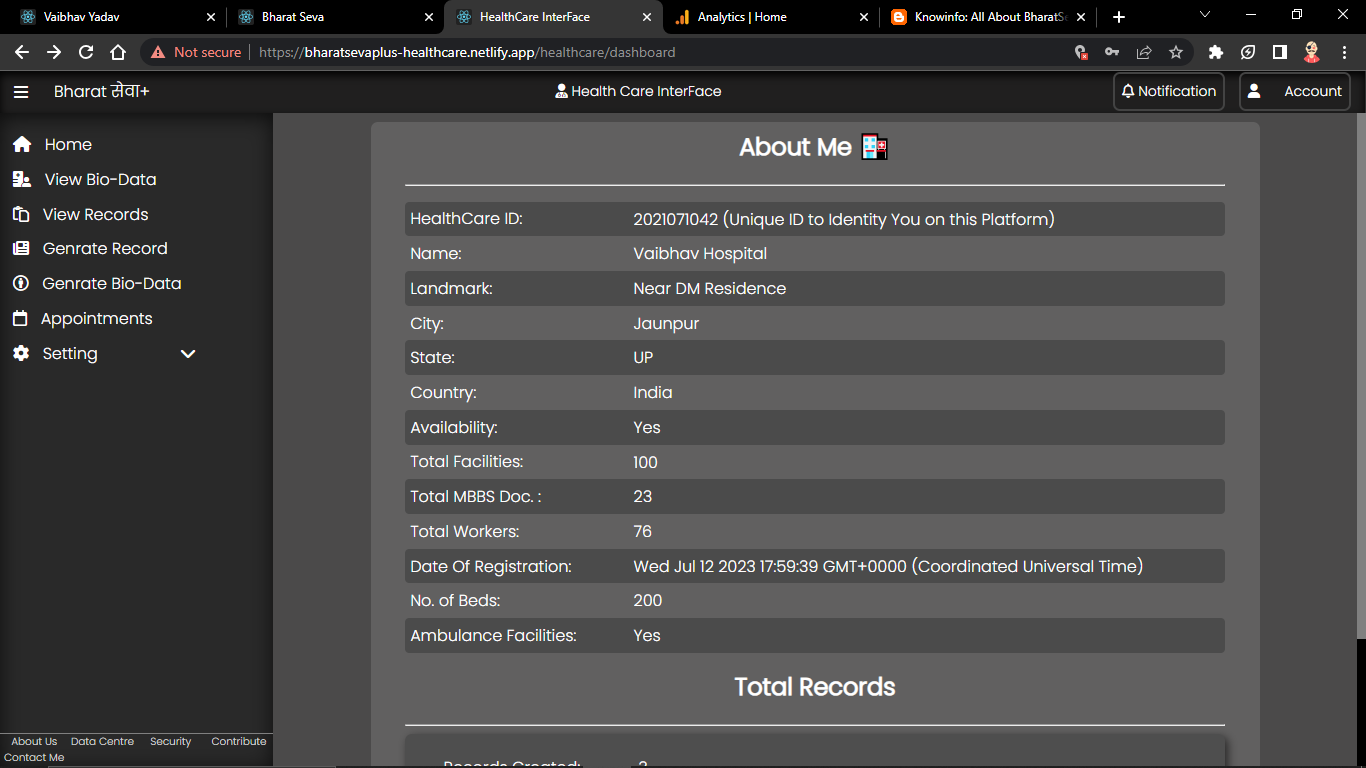 Vaibhav Yadav
Bharat Seva
HealthCare InterFace
Analytics | Home
Knowinfo: All About BharatSe
Not secure https://bharatsevaplus-healthcare.netlify.app/healthcare/dashboard
Bharat सेवा+
Health Care InterFace
Notification
Account
Home
View Bio-Data
View Records
Genrate Record
Genrate Bio-Data
Appointments
Setting
About Us Data Centre Security Contribute
Contact Me
About Me
HealthCare ID: 2021071042 (Unique ID to Identity You on this Platform)
Name: Vaibhav Hospital
Landmark: Near DM Residence
City: Jaunpur
State: UP
Country: India
Availability: Yes
Total Facilities: 100
Total MBBS Doc. : 23
Total Workers: 76
Date Of Registration: Wed Jul 12 2023 17:59:39 GMT+0000 (Coordinated Universal Time)
No. of Beds: 200
Ambulance Facilities: Yes
Total Records
Records Created: